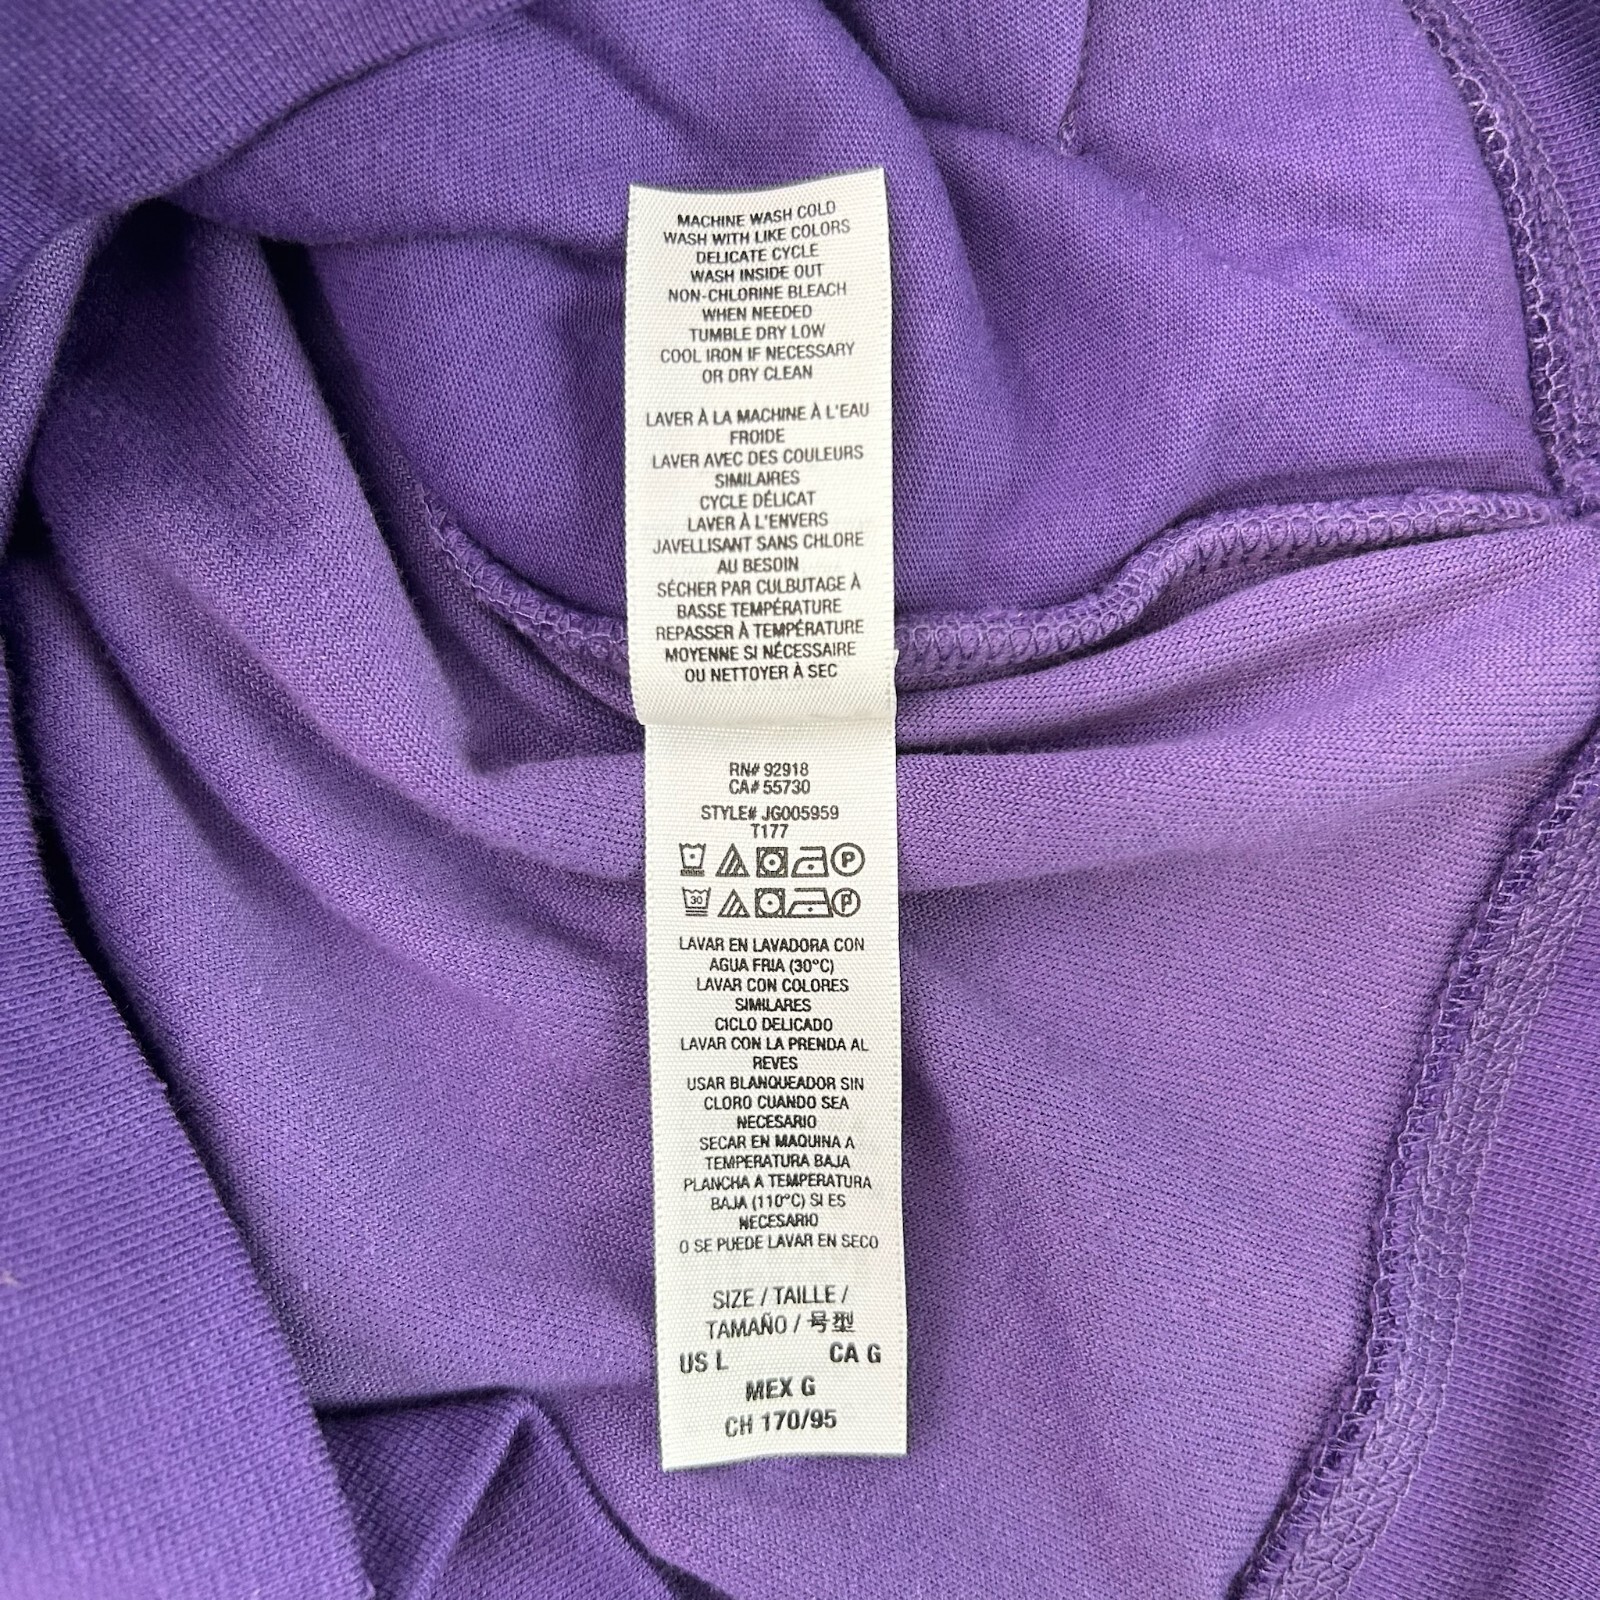 MACHINE WASH COLD
WASH WITH LIKE COLORS
DELICATE CYCLE
WASH INSIDE OUT
NON-CHLORINE BLEACH
WHEN NEEDED
TUMBLE DRY LOW
COOL IRON IF NECESSARY
OR DRY CLEAN
LAVER À LA MACHINE À L'EAU
FROIDE
LAVER AVEC DES COULEURS
SIMILAIRES
CYCLE DÉLICAT
LAVER À L'ENVERS
JAVELLISANT SANS CHLORE
AU BESOIN
SÉCHER PAR CULBUTAGE À
BASSE TEMPÉRATURE
REPASSER À TEMPÉRATURE
MOYENNE SI NÉCESSAIRE
OU NETTOYER À SEC
RN# 92918
CA# 55730
STYLE# JG005959
T177
P
30 P
LAVAR EN LAVADORA CON
AGUA FRIA (30°C)
LAVAR CON COLORES
SIMILARES
CICLO DELICADO
LAVAR CON LA PRENDA AL
REVES
USAR BLANQUEADOR SIN
CLORO CUANDO SEA
NECESARIO
SECAR EN MAQUINA A
TEMPERATURA BAJA
PLANCHA A TEMPERATURA
BAJA (110°C) SI ES
NECESARIO
O SE PUEDE LAVAR EN SECO
SIZE / TAILLE /
TAMAÑO / 号型
US L CA G
MEX G
CH 170/95